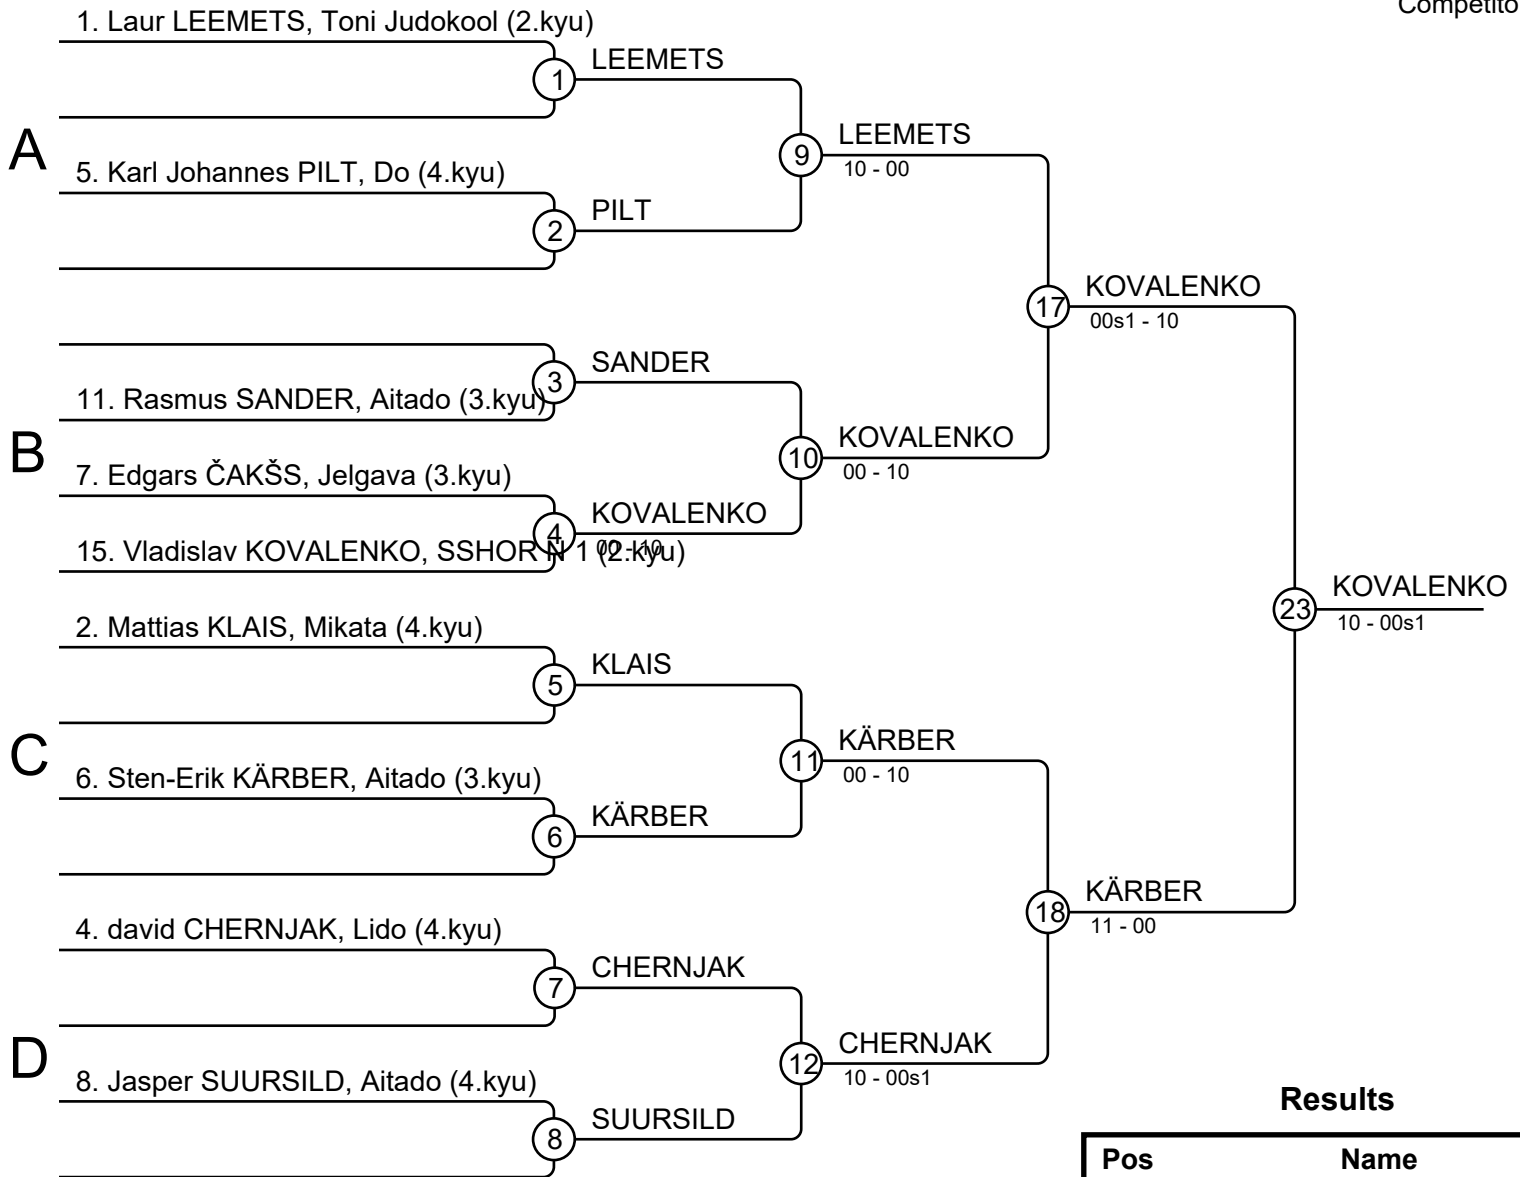 Competito
1. Laur LEEMETS, Toni Judokool (2.kyu)
1
LEEMETS
A
9
LEEMETS
10 - 00
5. Karl Johannes PILT, Do (4.kyu)
2
PILT
17
KOVALENKO
00s1 - 10
3
SANDER
11. Rasmus SANDER, Aitado (3.kyu)
B
10
KOVALENKO
00 - 10
7. Edgars ČAKŠS, Jelgava (3.kyu)
4
KOVALENKO
00 - 10
15. Vladislav KOVALENKO, SSHOR N 1 (2.kyu)
23
KOVALENKO
10 - 00s1
2. Mattias KLAIS, Mikata (4.kyu)
5
KLAIS
C
11
KÄRBER
00 - 10
6. Sten-Erik KÄRBER, Aitado (3.kyu)
6
KÄRBER
18
KÄRBER
11 - 00
4. david CHERNJAK, Lido (4.kyu)
7
CHERNJAK
D
12
CHERNJAK
10 - 00s1
8. Jasper SUURSILD, Aitado (4.kyu)
8
SUURSILD
Results
Pos Name